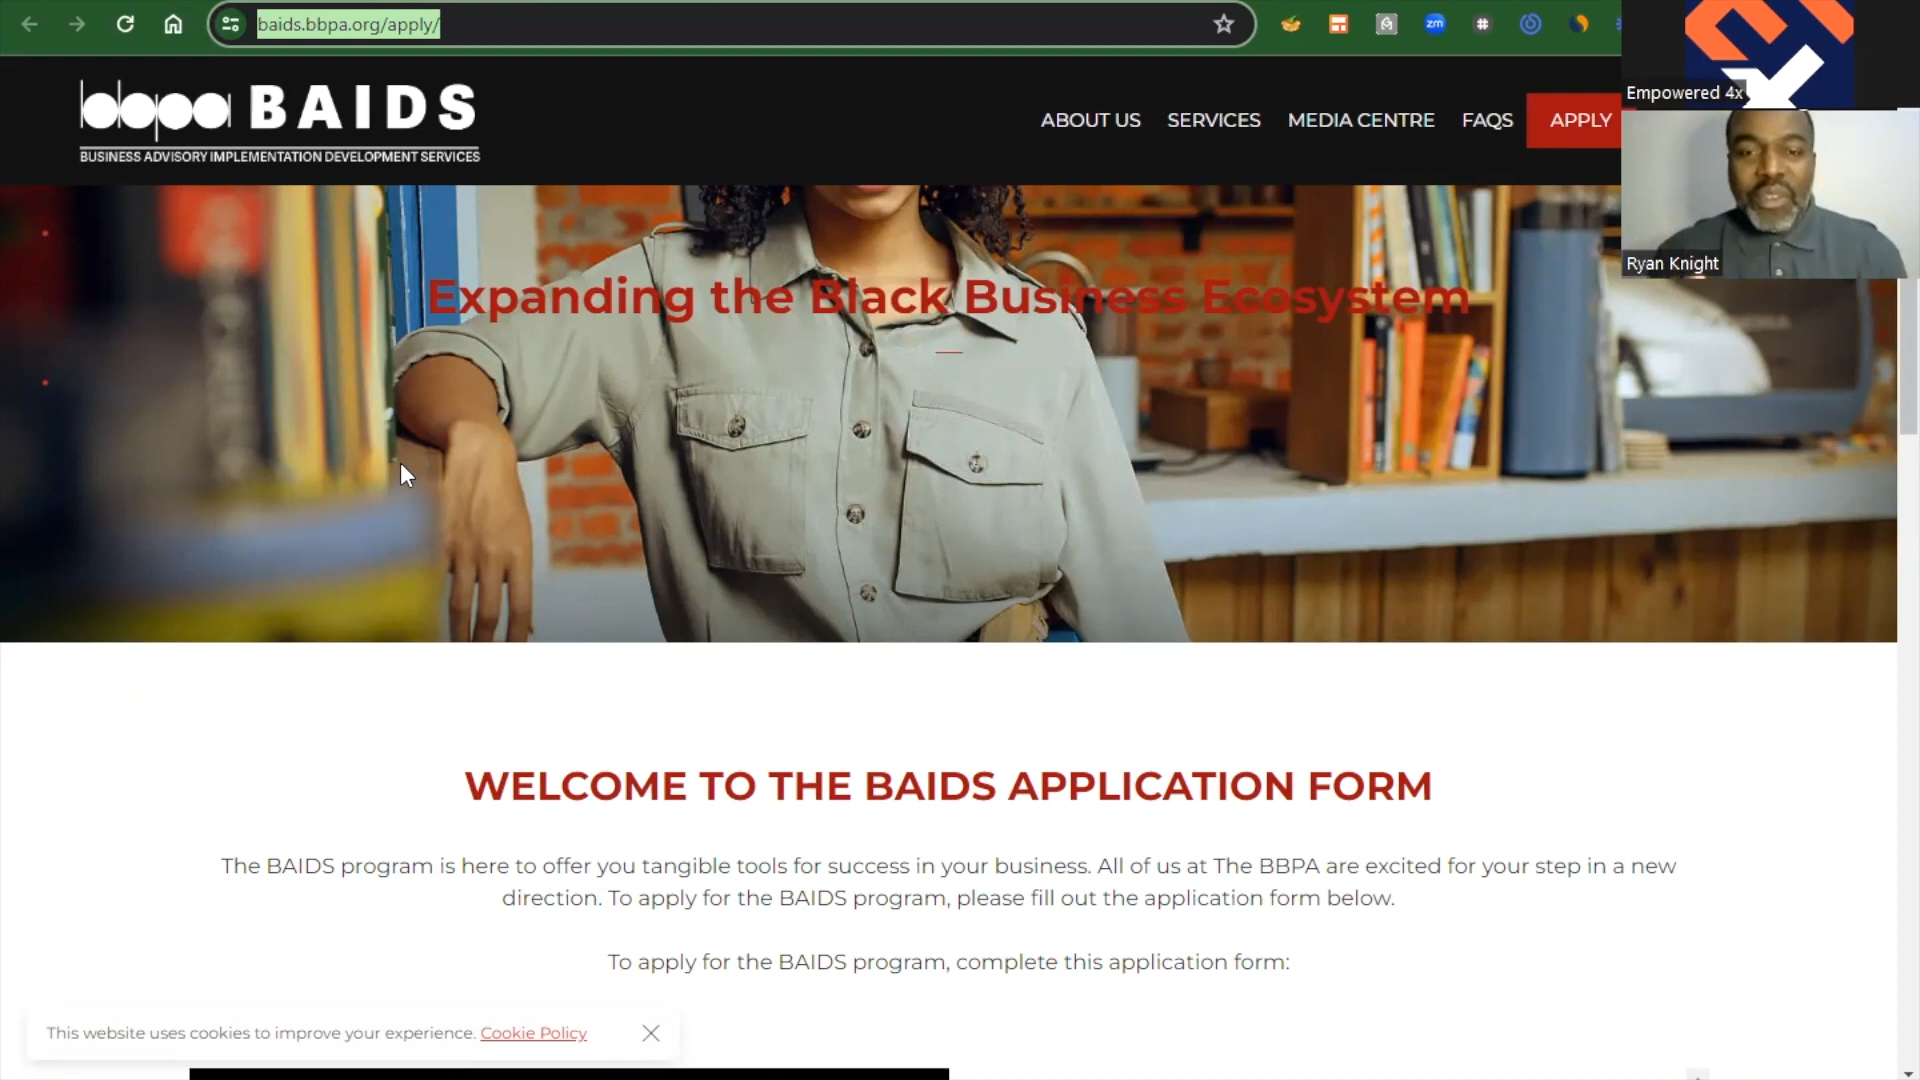 baids.bbpa.org/apply/
zm
Empowered 4x
bbpa BAIDS
BUSINESS ADVISORY IMPLEMENTATION DEVELOPMENT SERVICES
ABOUT US SERVICES MEDIA CENTRE FAQS APPLY
Ryan Knight
Expanding the Black Business Ecosystem
WELCOME TO THE BAIDS APPLICATION FORM
The BAIDS program is here to offer you tangible tools for success in your business. All of us at The BBPA are excited for your step in a new
direction. To apply for the BAIDS program, please fill out the application form below.
To apply for the BAIDS program, complete this application form:
This website uses cookies to improve your experience. Cookie Policy